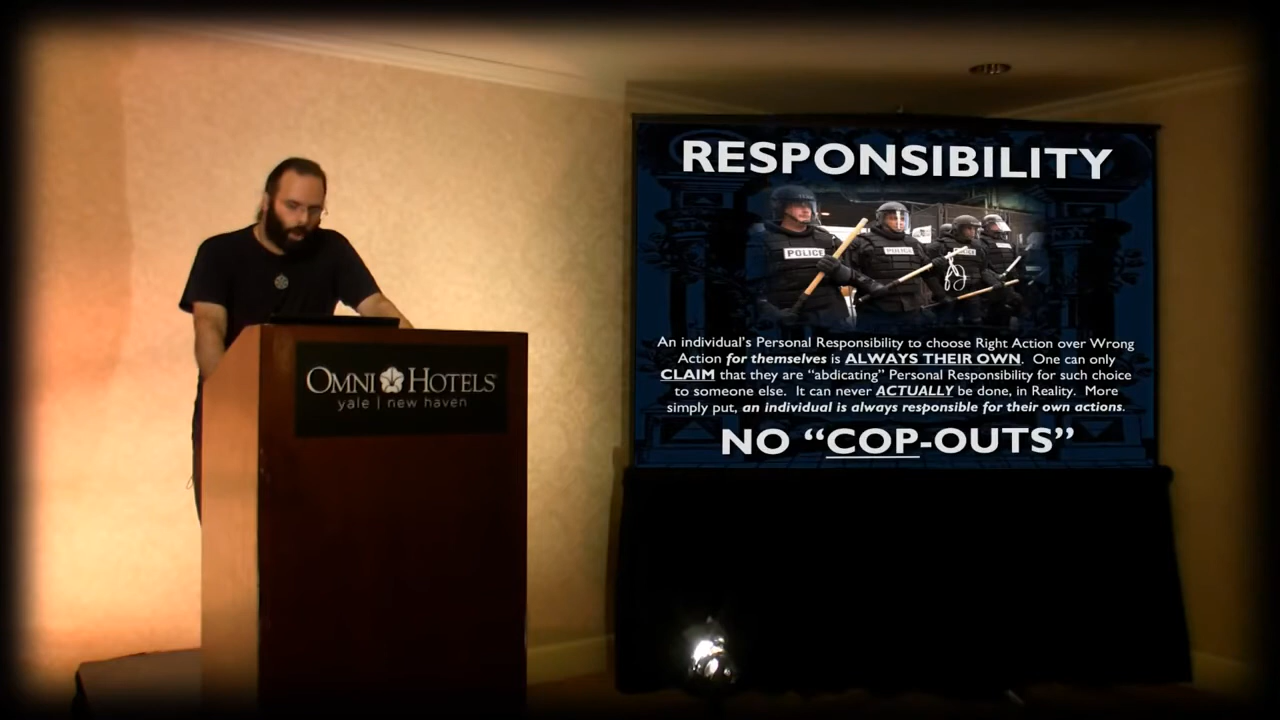 RESPONSIBILITY
POLICE
POLICE
An individual's Personal Responsibility to choose Right Action over Wrong
Action for themselves is ALWAYS THEIR OWN. One can only
CLAIM that they are "abdicating" Personal Responsibility for such choice
to someone else. It can never ACTUALLY be done, in Reality. More
simply put, an individual is always responsible for their own actions.
NO "COP-OUTS"
OMNI HOTELS
yale | new haven